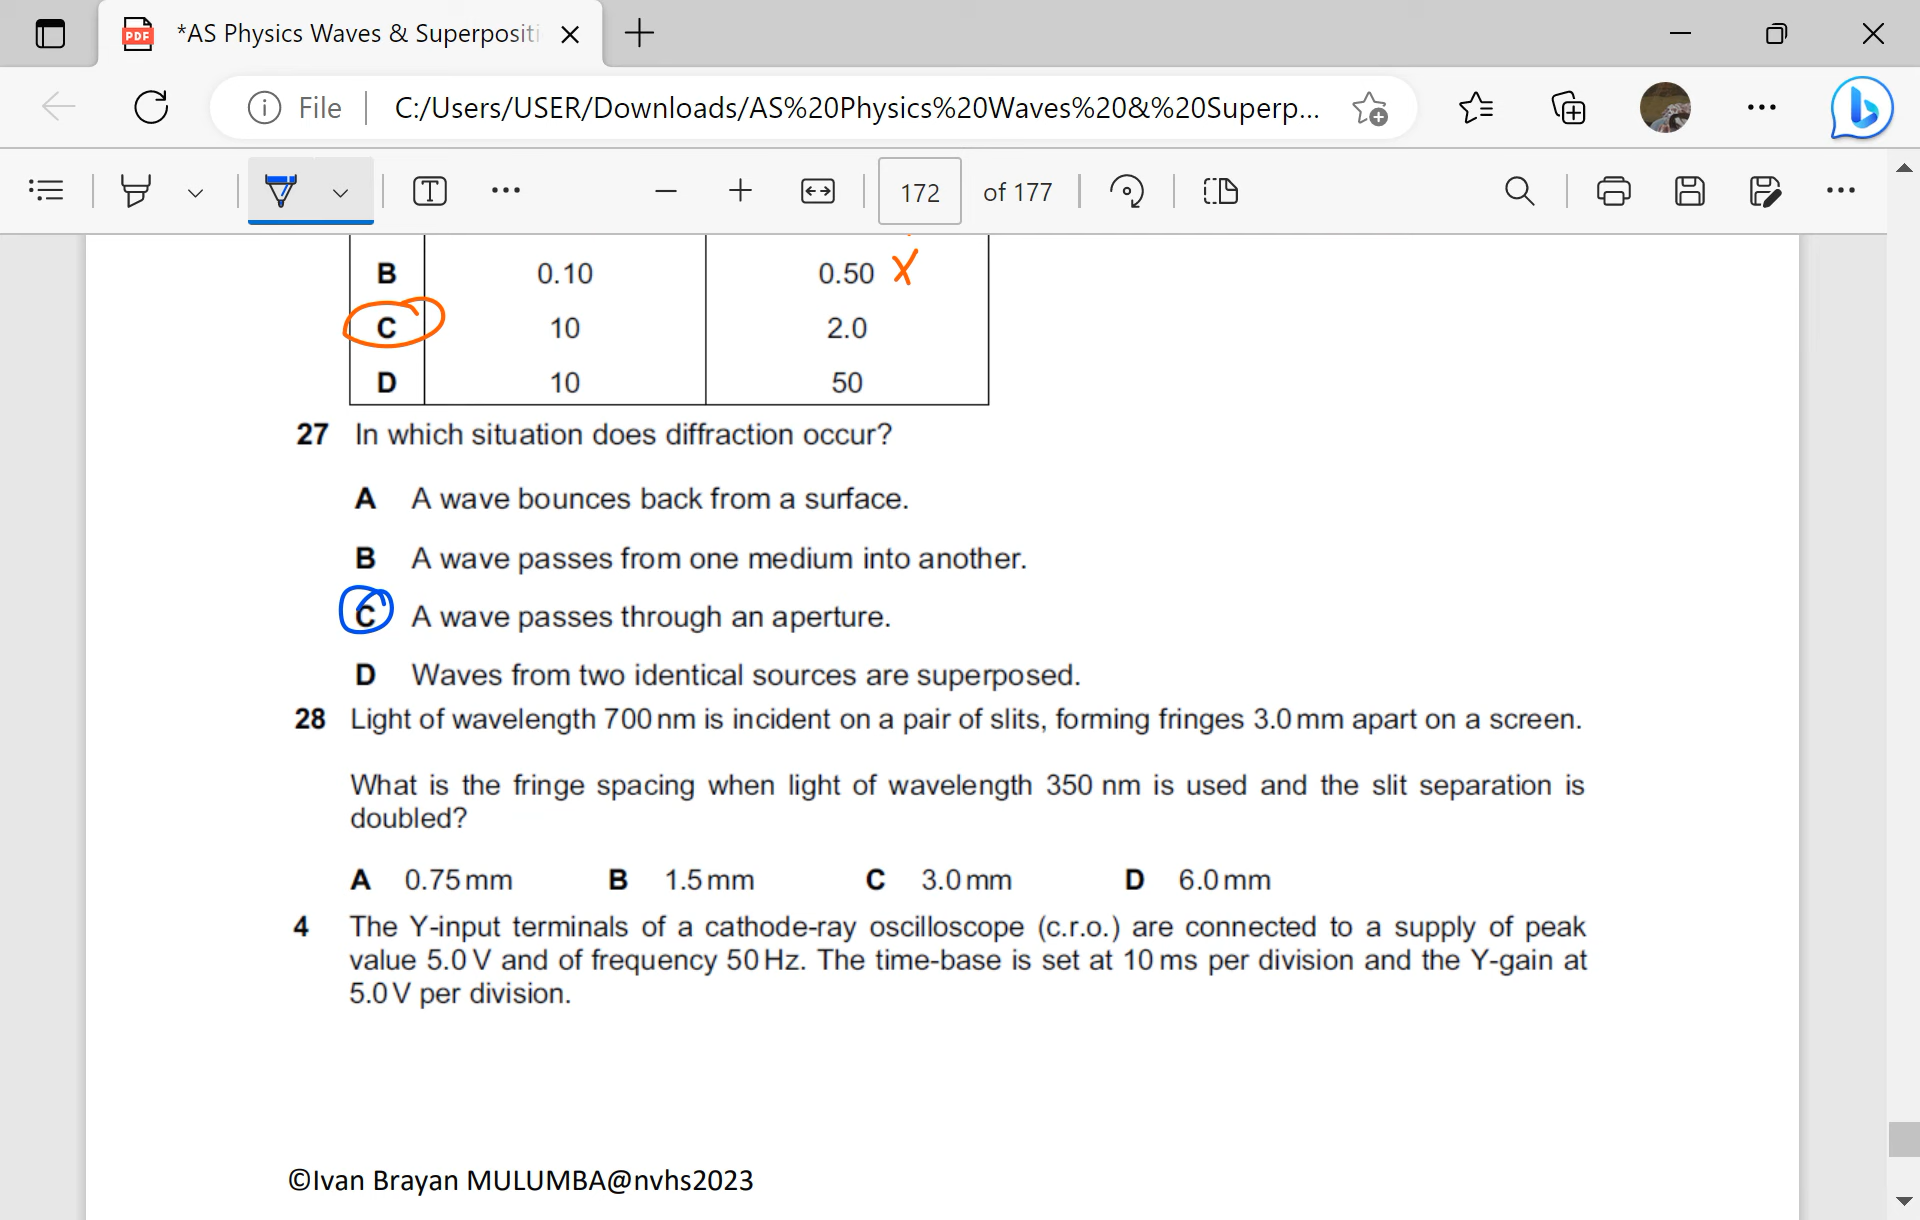 *AS Physics Waves & Superpositi
File
C:/Users/USER/Downloads/AS%20Physics%20Waves%20&%20Superp...
172 of 177
B 0.10 0.50 X
C 10 2.0
D 10 50
27 In which situation does diffraction occur?
A A wave bounces back from a surface.
B A wave passes from one medium into another.
C A wave passes through an aperture.
D Waves from two identical sources are superposed.
28 Light of wavelength 700 nm is incident on a pair of slits, forming fringes 3.0 mm apart on a screen.
What is the fringe spacing when light of wavelength 350 nm is used and the slit separation is
doubled?
A 0.75 mm B 1.5 mm C 3.0 mm D 6.0 mm
4 The Y-input terminals of a cathode-ray oscilloscope (c.r.o.) are connected to a supply of peak
value 5.0 V and of frequency 50 Hz. The time-base is set at 10 ms per division and the Y-gain at
5.0 V per division.
©Ivan Brayan MULUMBA@nvhs2023